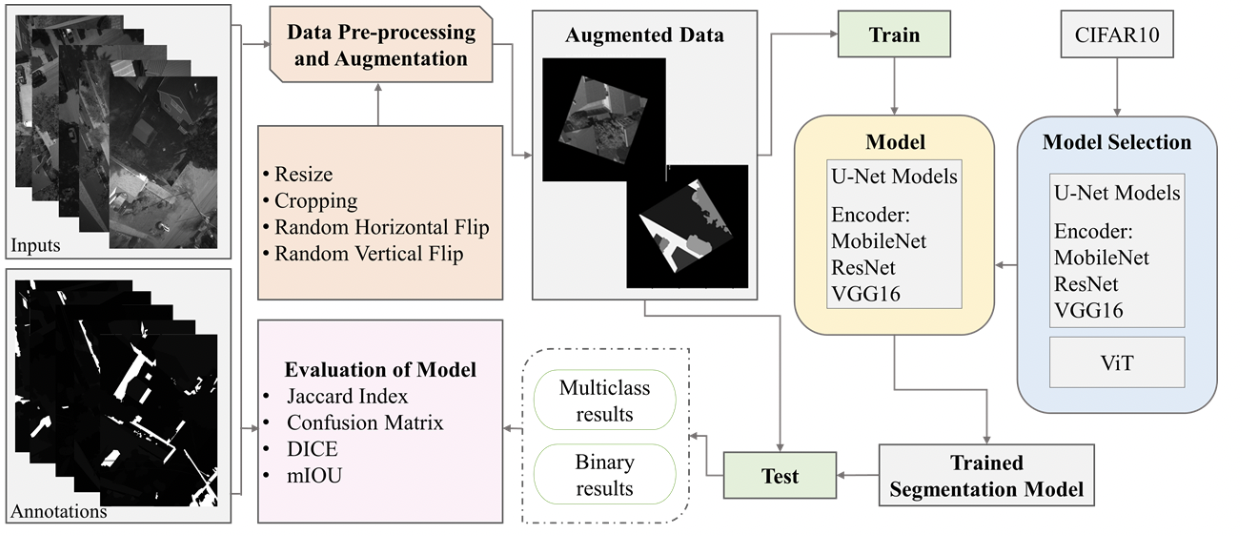 Inputs
Data Pre-processing
and Augmentation
• Resize
• Cropping
• Random Horizontal Flip
• Random Vertical Flip
Augmented Data
Train
CIFAR10
Model
U-Net Models
Encoder:
MobileNet
ResNet
VGG16
Model Selection
U-Net Models
Encoder:
MobileNet
ResNet
VGG16
ViT
Annotations
Evaluation of Model
• Jaccard Index
• Confusion Matrix
• DICE
• mIOU
Multiclass
results
Binary
results
Test
Trained
Segmentation Model